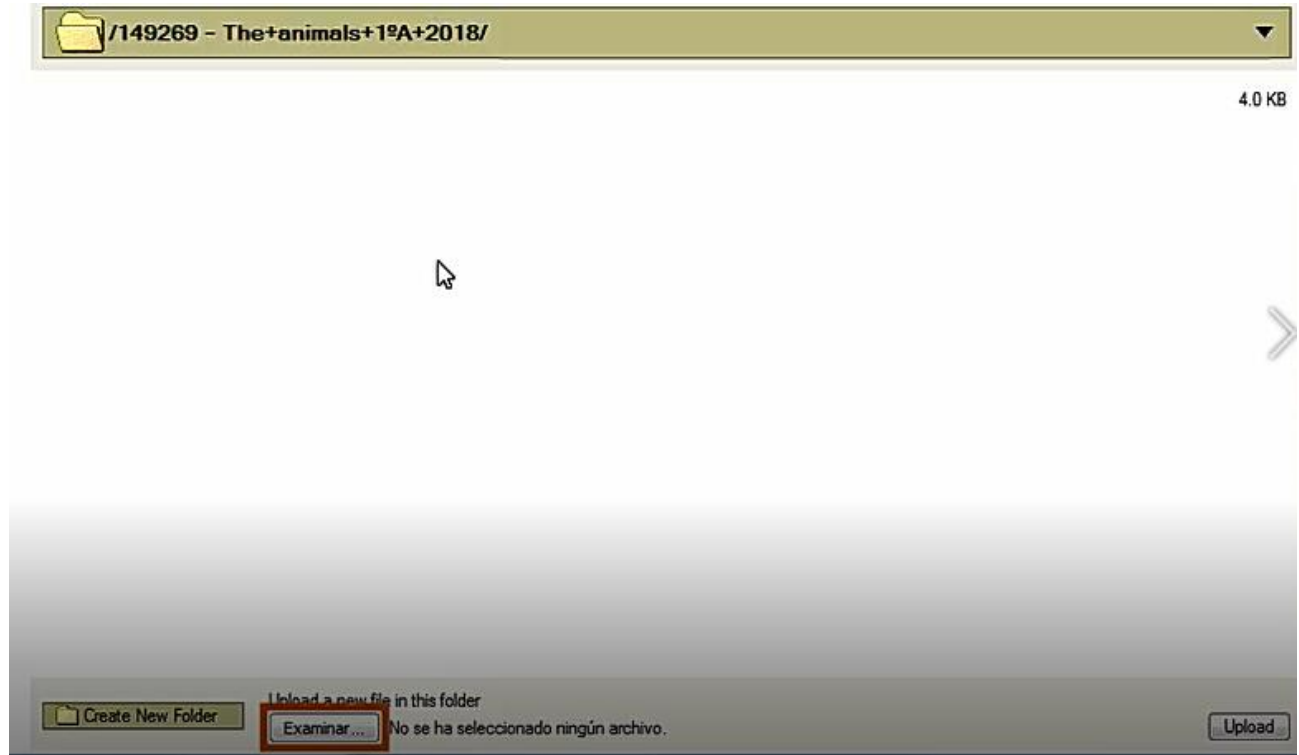 /149269 - The+animals+1ºA+2018/
4.0 KB
Upload a new file in this folder
Create New Folder
Examinar...
No se ha seleccionado ningún archivo.
Upload